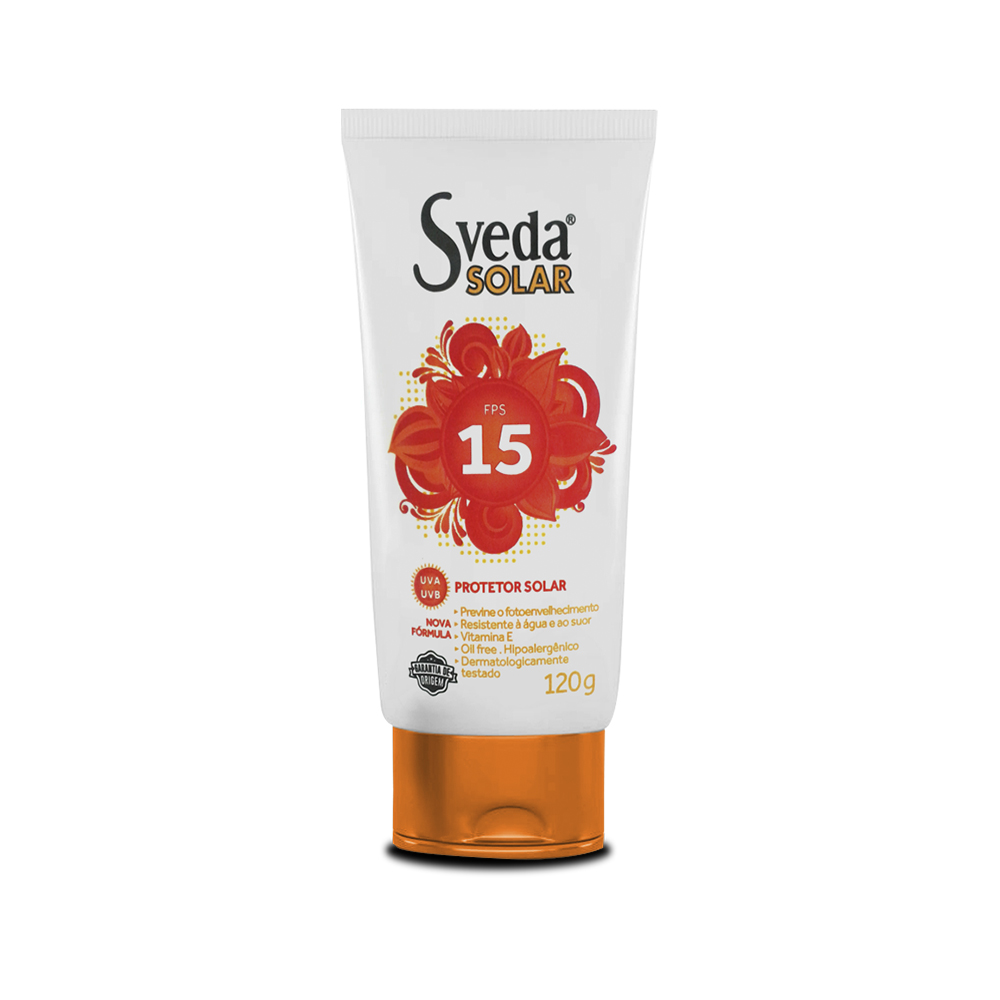 Sveda®
SOLAR
FPS
15
UVA
UVB
PROTETOR SOLAR
NOVA
FÓRMULA
▸ Previne o fotoenvelhecimento
▸ Resistente à água e ao suor
▸ Vitamina E
▸ Oil free . Hipoalergênico
▸ Dermatologicamente
testado
GARANTIA DE
ORIGEM
120g